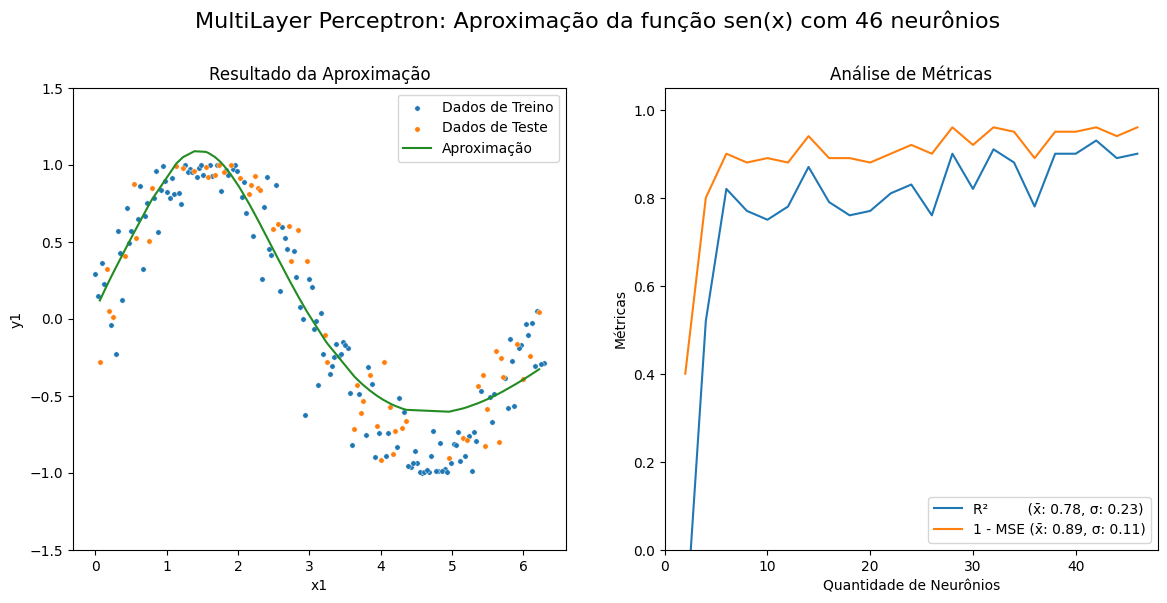 MultiLayer Perceptron: Aproximação da função sen(x) com 46 neurônios
Resultado da Aproximação
1.5
1.0
0.5
0.0
−0.5
−1.0
−1.5
y1
0 1 2 3 4 5 6
x1
Dados de Treino
Dados de Teste
Aproximação
Análise de Métricas
1.0
0.8
0.6
0.4
0.2
0.0
Métricas
0 10 20 30 40
Quantidade de Neurônios
R² (x̄: 0.78, σ: 0.23)
1 - MSE (x̄: 0.89, σ: 0.11)